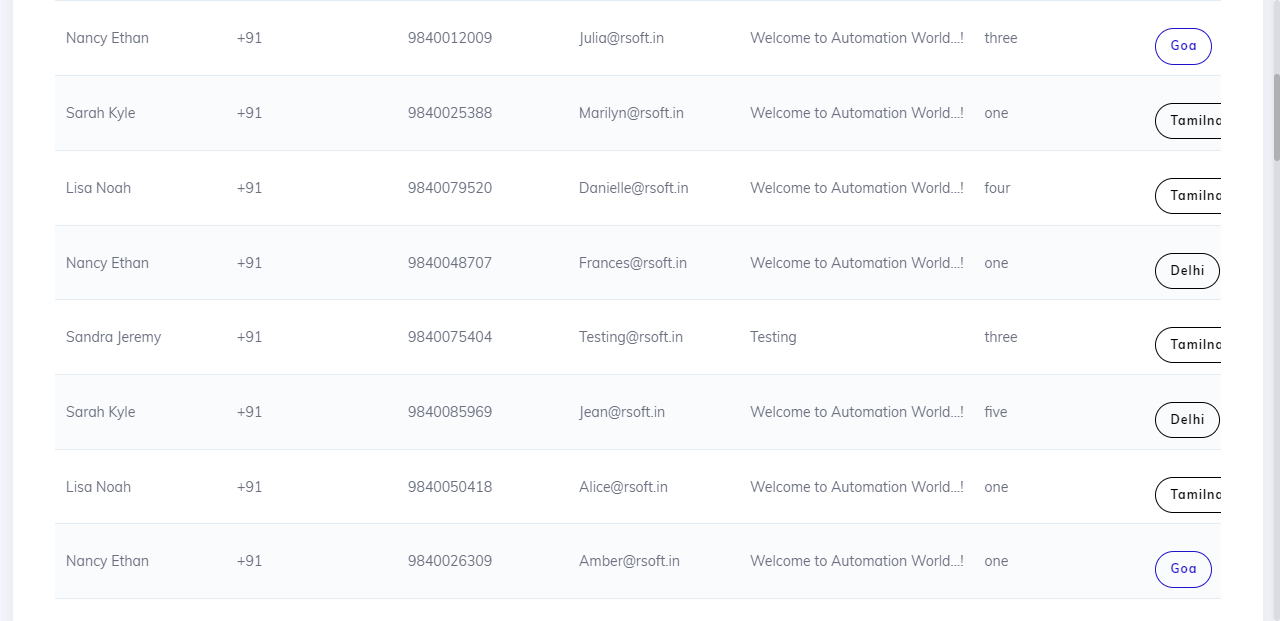 Nancy Ethan +91 9840012009 Julia@rsoft.in Welcome to Automation World...! three Goa
Sarah Kyle +91 9840025388 Marilyn@rsoft.in Welcome to Automation World...! one Tamilna
Lisa Noah +91 9840079520 Danielle@rsoft.in Welcome to Automation World...! four Tamilna
Nancy Ethan +91 9840048707 Frances@rsoft.in Welcome to Automation World...! one Delhi
Sandra Jeremy +91 9840075404 Testing@rsoft.in Testing three Tamilna
Sarah Kyle +91 9840085969 Jean@rsoft.in Welcome to Automation World...! five Delhi
Lisa Noah +91 9840050418 Alice@rsoft.in Welcome to Automation World...! one Tamilna
Nancy Ethan +91 9840026309 Amber@rsoft.in Welcome to Automation World...! one Goa